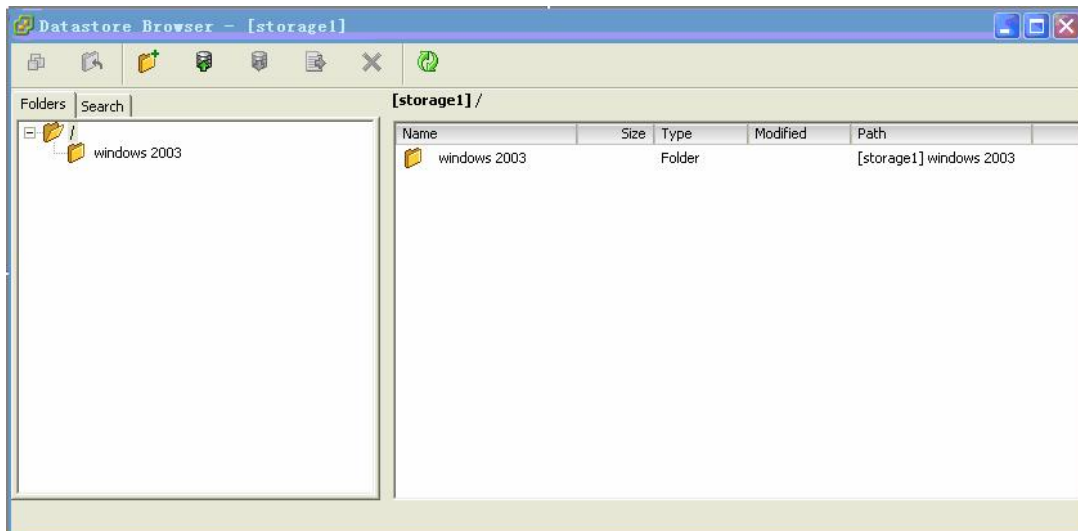 Datastore Browser - [storage1]
Folders Search
[storage1] /
/
windows 2003
Name Size Type Modified Path
windows 2003 Folder [storage1] windows 2003